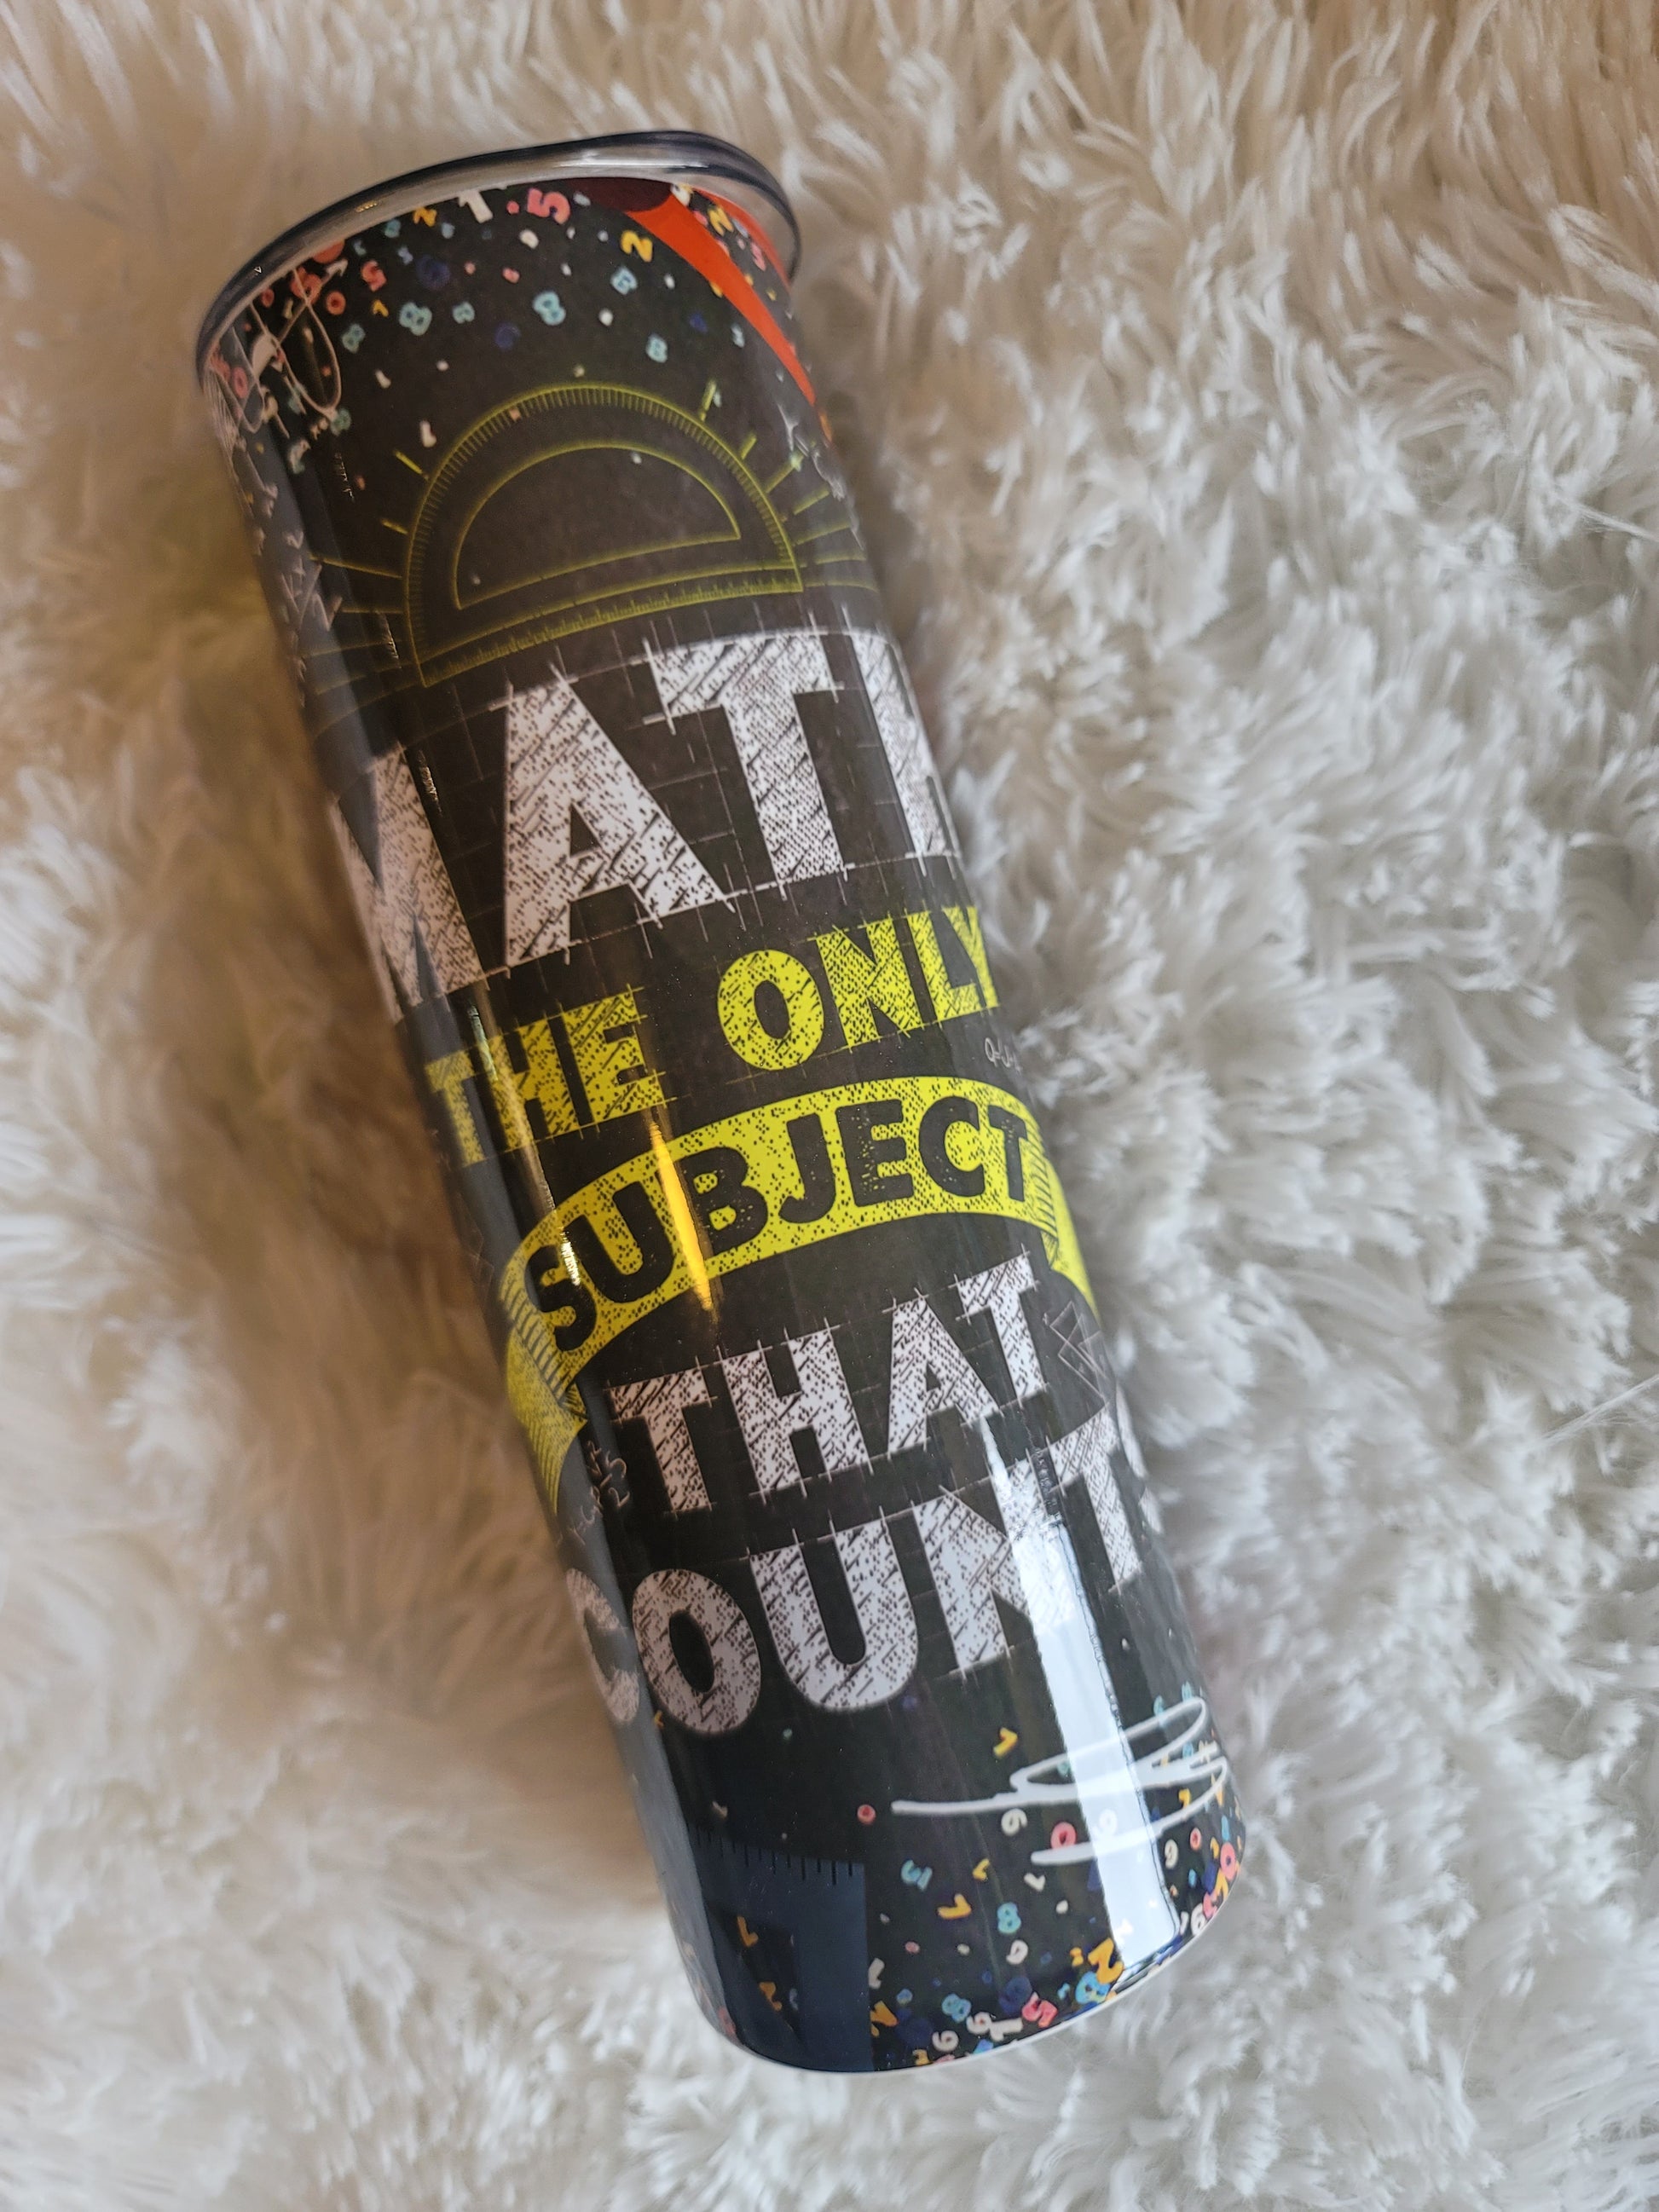 MATH
THE ONLY
SUBJECT
THAT
COUNTS